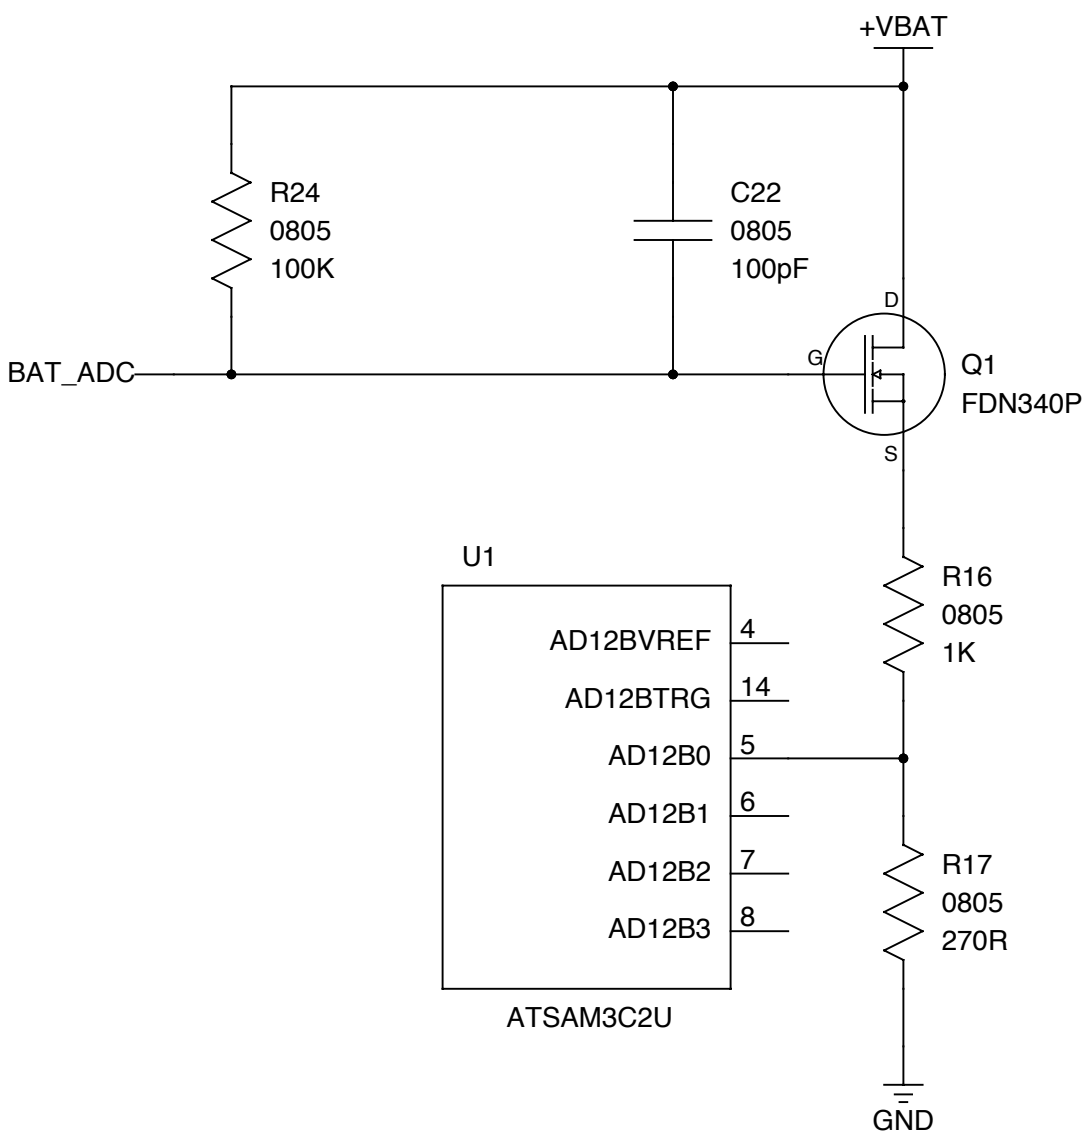 +VBAT
R24
0805
100K
C22
0805
100pF
D
BAT_ADC
G
Q1
FDN340P
S
U1
R16
0805
1K
AD12BVREF 4
AD12BTRG 14
AD12B0 5
AD12B1 6
AD12B2 7
AD12B3 8
R17
0805
270R
ATSAM3C2U
GND